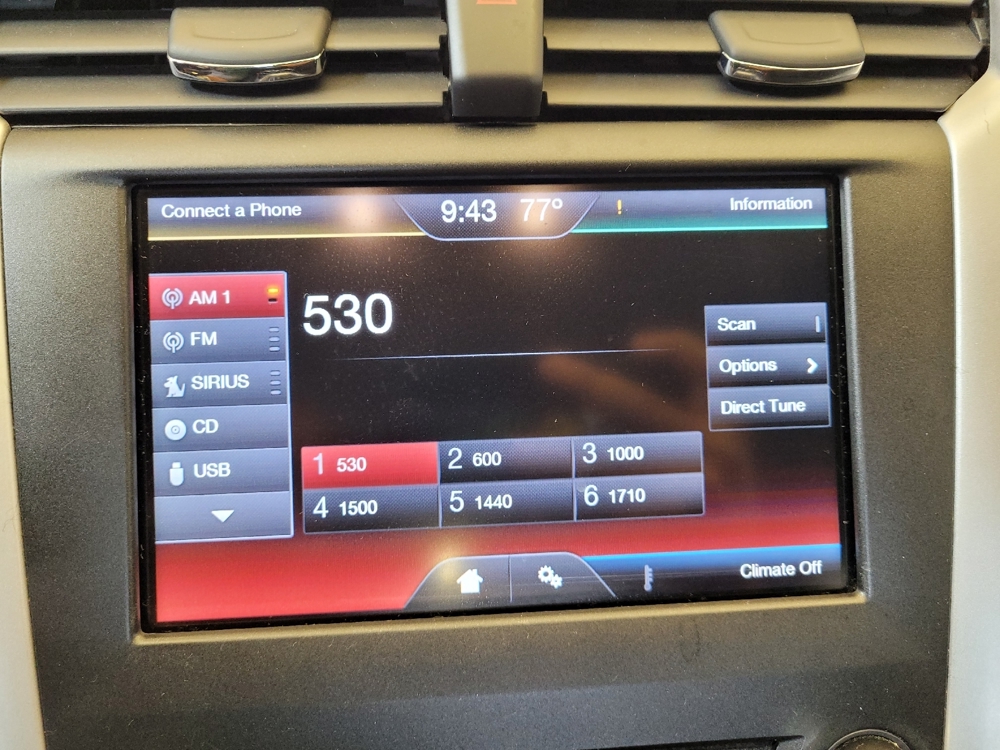 Connect a Phone
9:43 77°
!
Information
AM 1
530
FM
SIRIUS
CD
USB
Scan
Options
Direct Tune
1 530
2 600
3 1000
4 1500
5 1440
6 1710
Climate Off